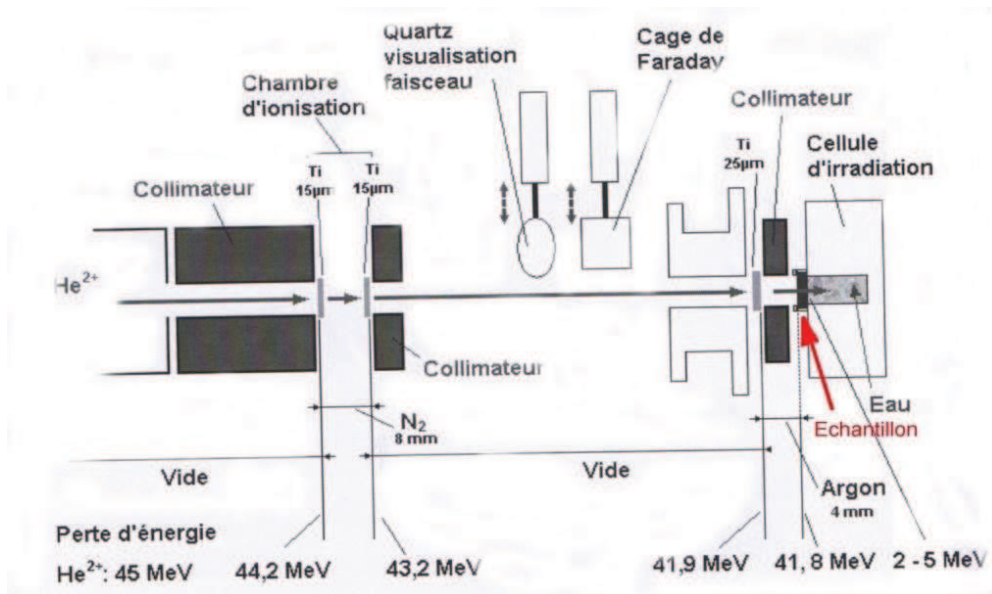 Quartz
visualisation
faisceau
Cage de
Faraday
Chambre
d'ionisation
Collimateur
Ti
15µm
Ti
15µm
Ti
25µm
Cellule
d'irradiation
Collimateur
He2+
Collimateur
N2
8 mm
Eau
Echantillon
Vide
Vide
Argon
4 mm
Perte d'énergie
He2+: 45 MeV
44,2 MeV
43,2 MeV
41,9 MeV
41,8 MeV
2 - 5 MeV